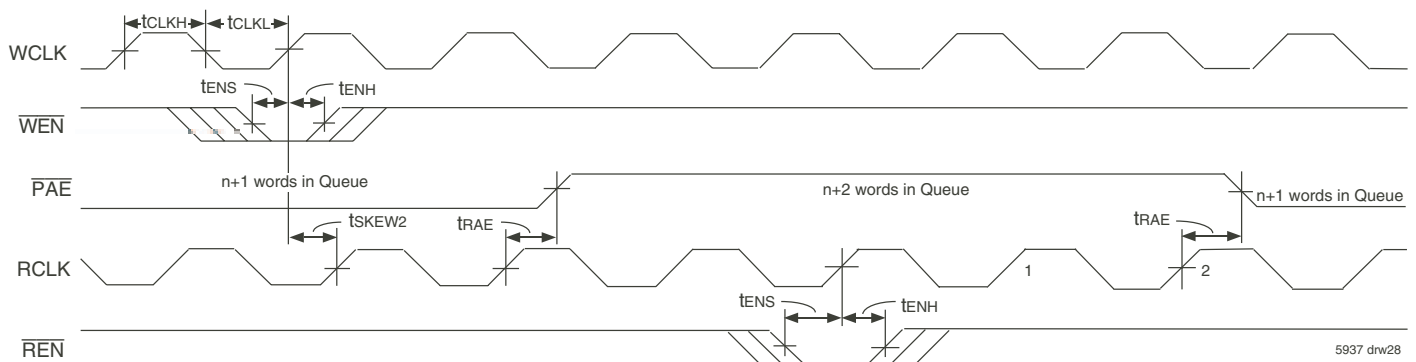 tCLKH tCLKL
WCLK
tENS tENH
WEN
PAE n+1 words in Queue n+2 words in Queue n+1 words in Queue
tSKEW2 tRAE tRAE
RCLK 1 2
tENS tENH
REN
5937 drw28